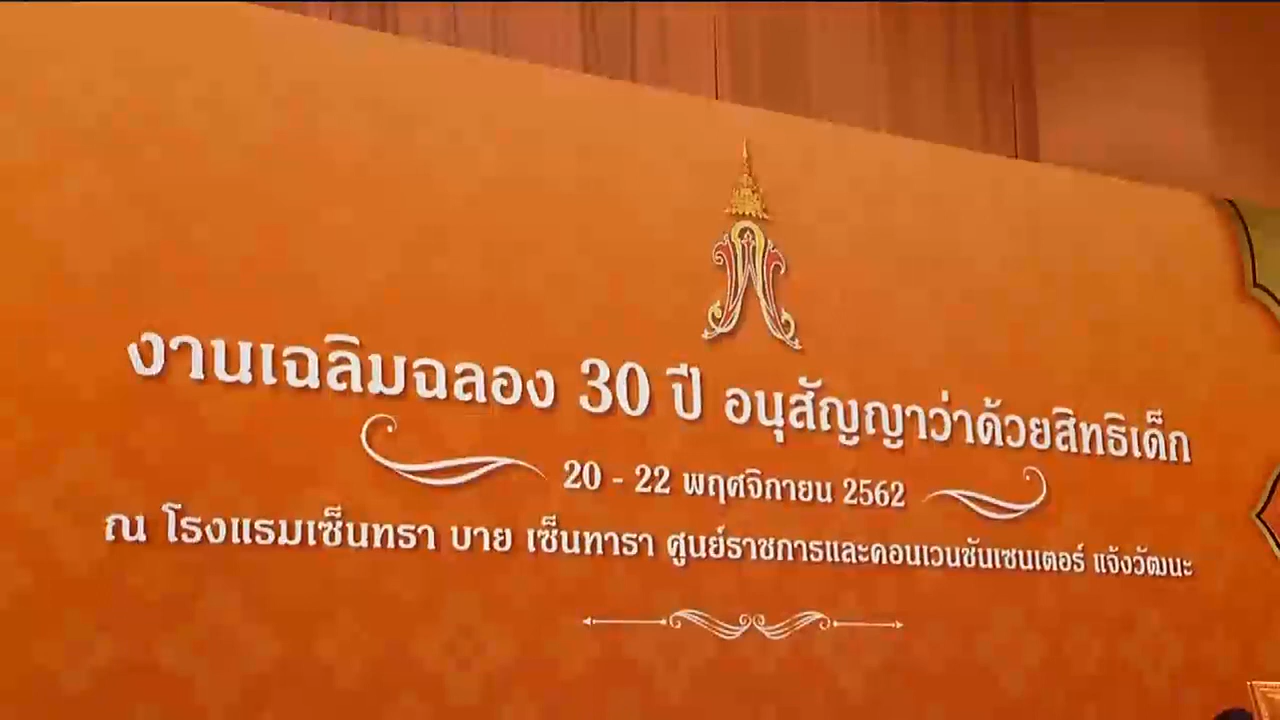 งานเฉลิมฉลอง 30 ปี อนุสัญญาว่าด้วยสิทธิเด็ก
20 - 22 พฤศจิกายน 2562
ณ โรงแรมเซ็นทรา บาย เซ็นทารา ศูนย์ราชการและคอนเวนชันเซนเตอร์ แจ้งวัฒนะ